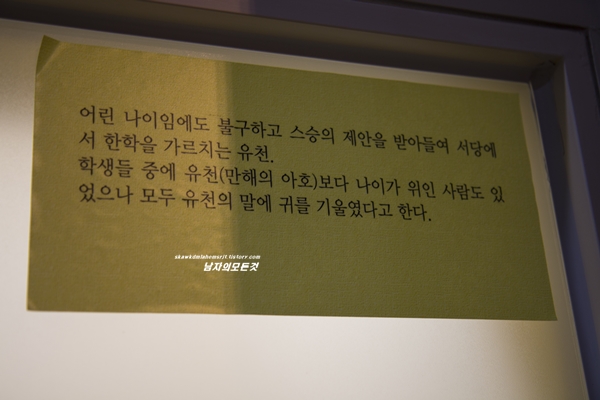 어린 나이임에도 불구하고 스승의 제안을 받아들여 서당에
서 한학을 가르치는 유천.
학생들 중에 유천(만해의 아호)보다 나이가 위인 사람도 있
었으나 모두 유천의 말에 귀를 기울였다고 한다.
skawkdmlahemsrjt.tistory.com
남자의모든것